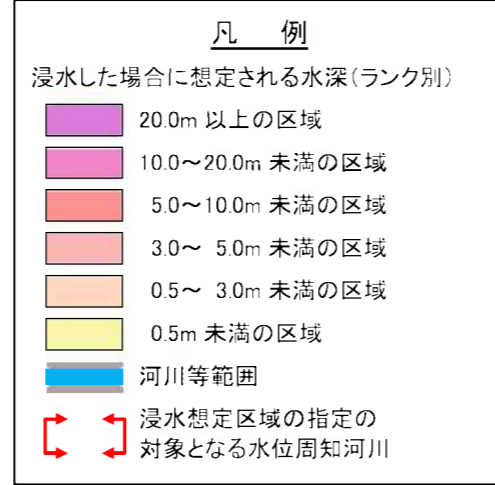 凡 例
浸水した場合に想定される水深(ランク別)
20.0m 以上の区域
10.0～20.0m 未満の区域
5.0～10.0m 未満の区域
3.0～ 5.0m 未満の区域
0.5～ 3.0m 未満の区域
0.5m 未満の区域
河川等範囲
浸水想定区域の指定の
対象となる水位周知河川